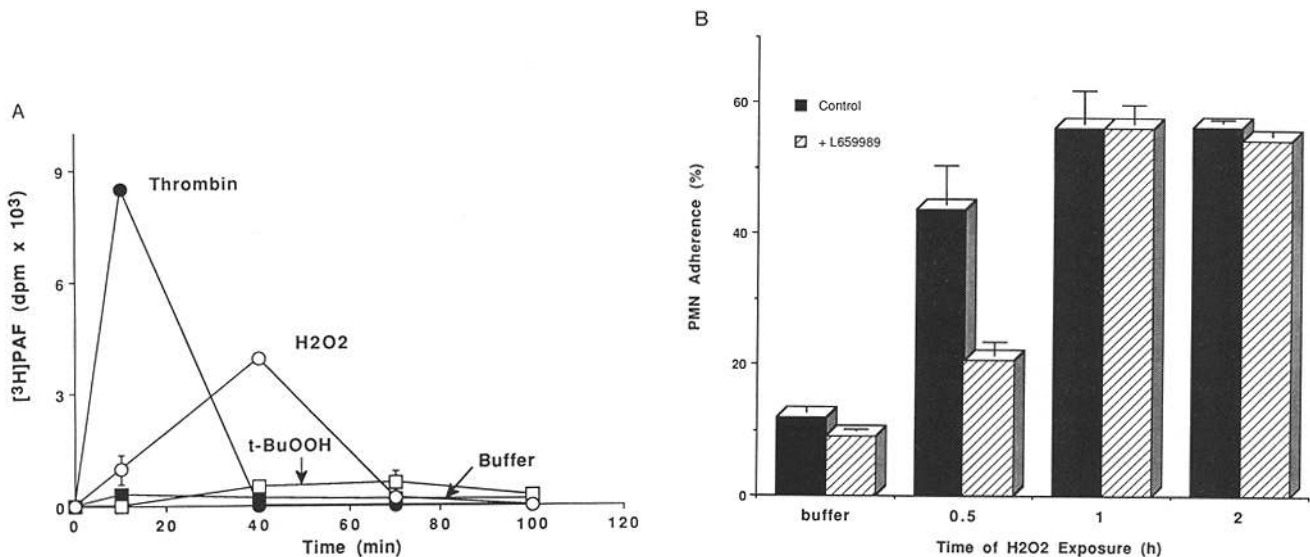 A
[³H]PAF (dpm x 10³)
9
6
3
0
Thrombin
H2O2
t-BuOOH
Buffer
0 20 40 60 80 100 120
Time (min)
B
PMN Adherence (%)
60
40
20
0
Control
+ L659989
buffer 0.5 1 2
Time of H2O2 Exposure (h)